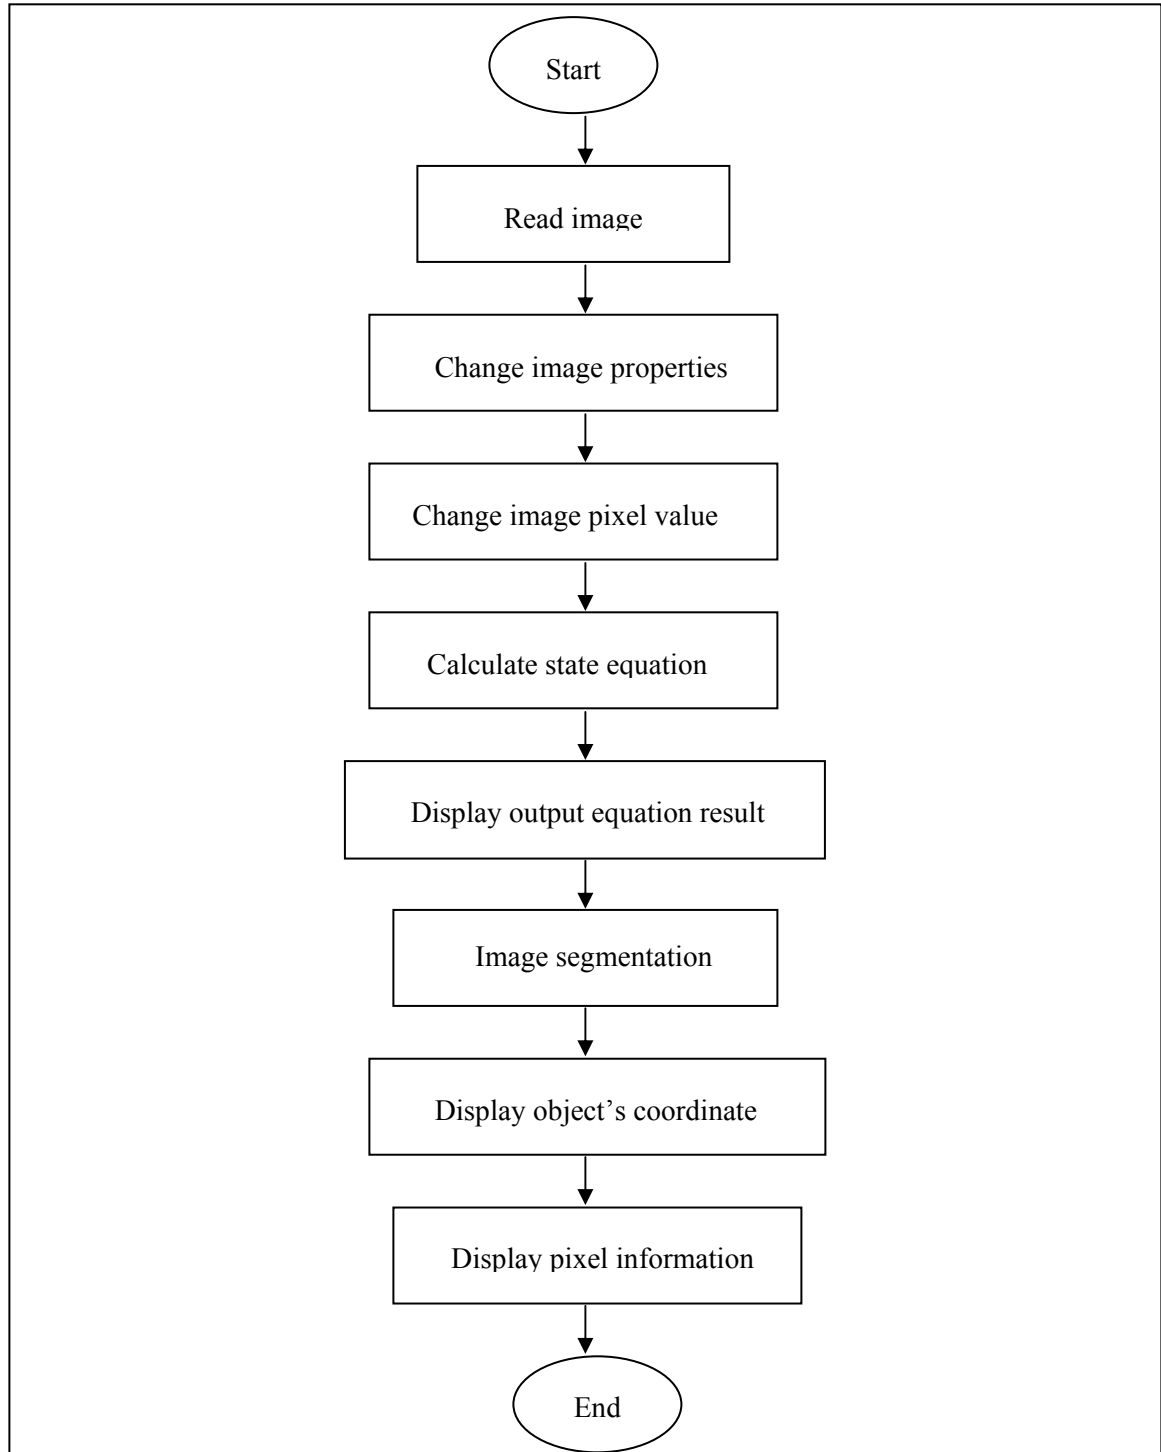 Start
Read image
Change image properties
Change image pixel value
Calculate state equation
Display output equation result
Image segmentation
Display object’s coordinate
Display pixel information
End